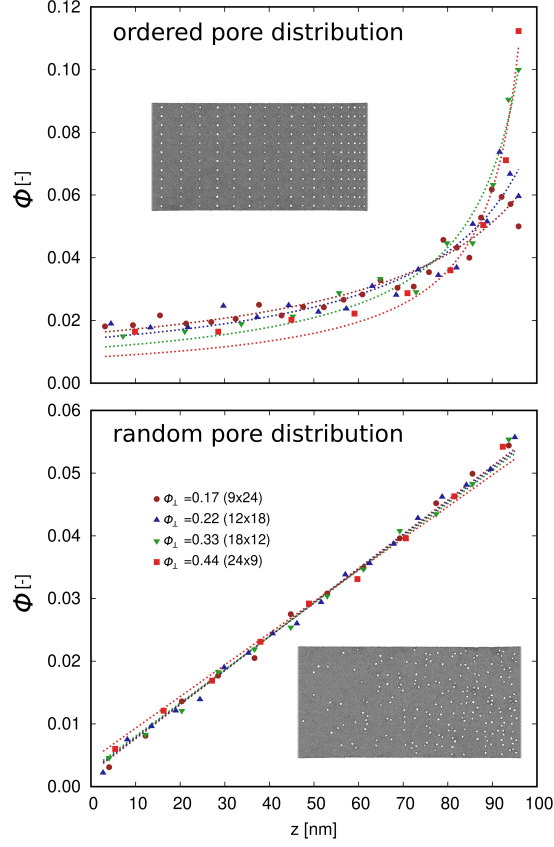 ordered pore distribution
0.12
0.10
0.08
0.06
0.04
0.02
0.00
Φ [-]
random pore distribution
0.06
0.05
0.04
0.03
0.02
0.01
0.00
Φ [-]
Φ⊥ =0.17 (9x24)
Φ⊥ =0.22 (12x18)
Φ⊥ =0.33 (18x12)
Φ⊥ =0.44 (24x9)
0 10 20 30 40 50 60 70 80 90 100
z [nm]